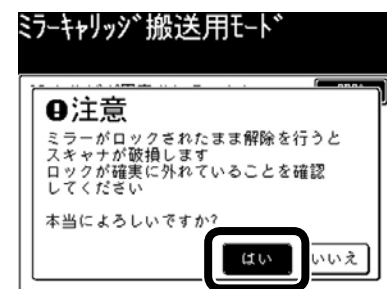 ミラーキャリッジ搬送用モード
❶注意
ミラーがロックされたまま解除を行うと
スキャナが破損します
ロックが確実に外れていることを確認
してください
本当によろしいですか?
はい
いいえ